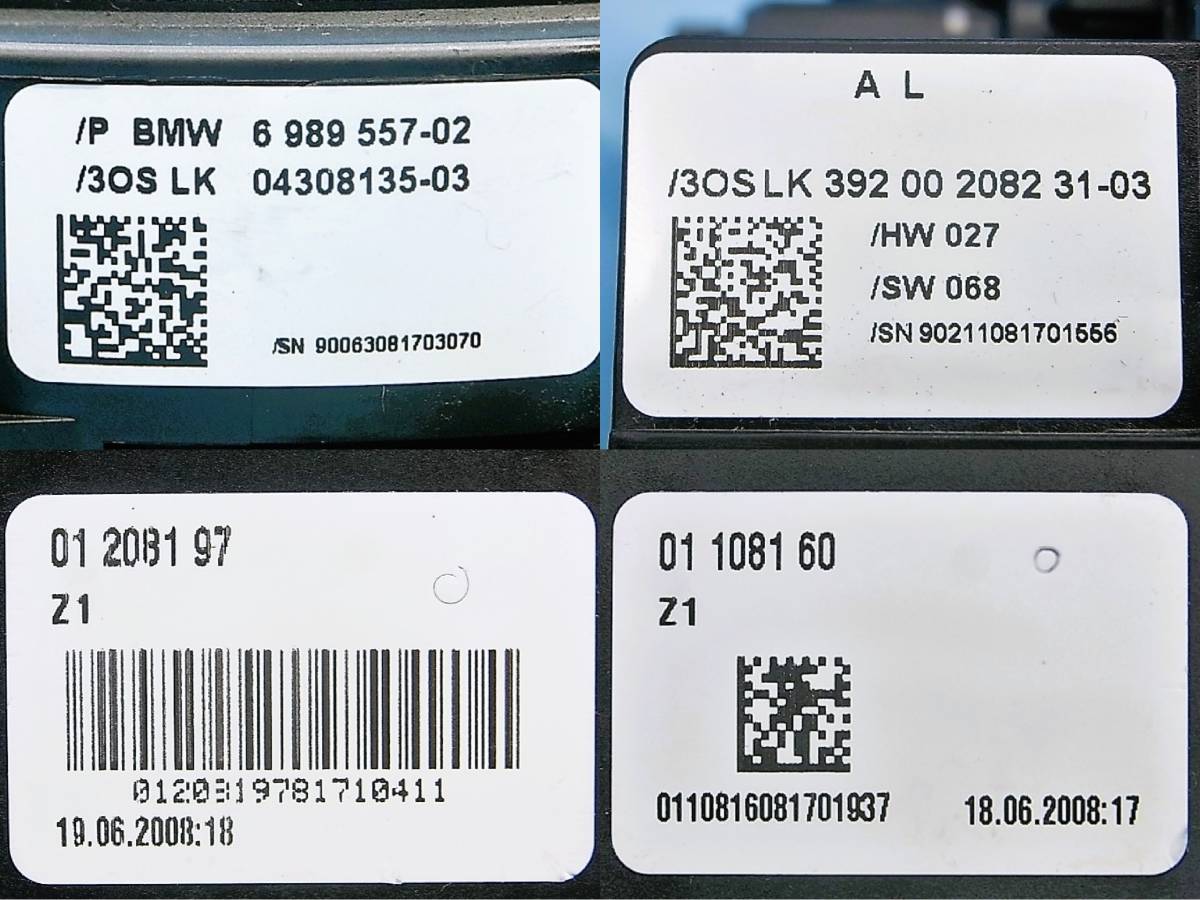 /P BMW 6 989 557-02
/3OS LK 04308135-03
/SN 90063081703070
A L
/3OS LK 392 00 2082 31-03
/HW 027
/SW 068
/SN 90211081701556
01 2081 97
Z1
0120819781710411
19.06.2008:18
01 1081 60
Z1
0110816081701937
18.06.2008:17